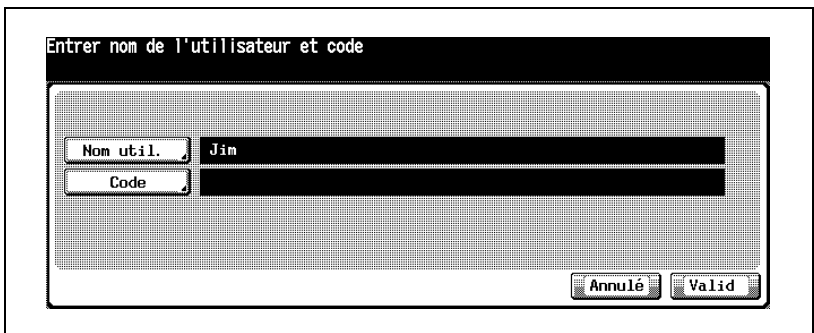 Entrer nom de l'utilisateur et code
Nom util. Jim
Code
Annulé Valid